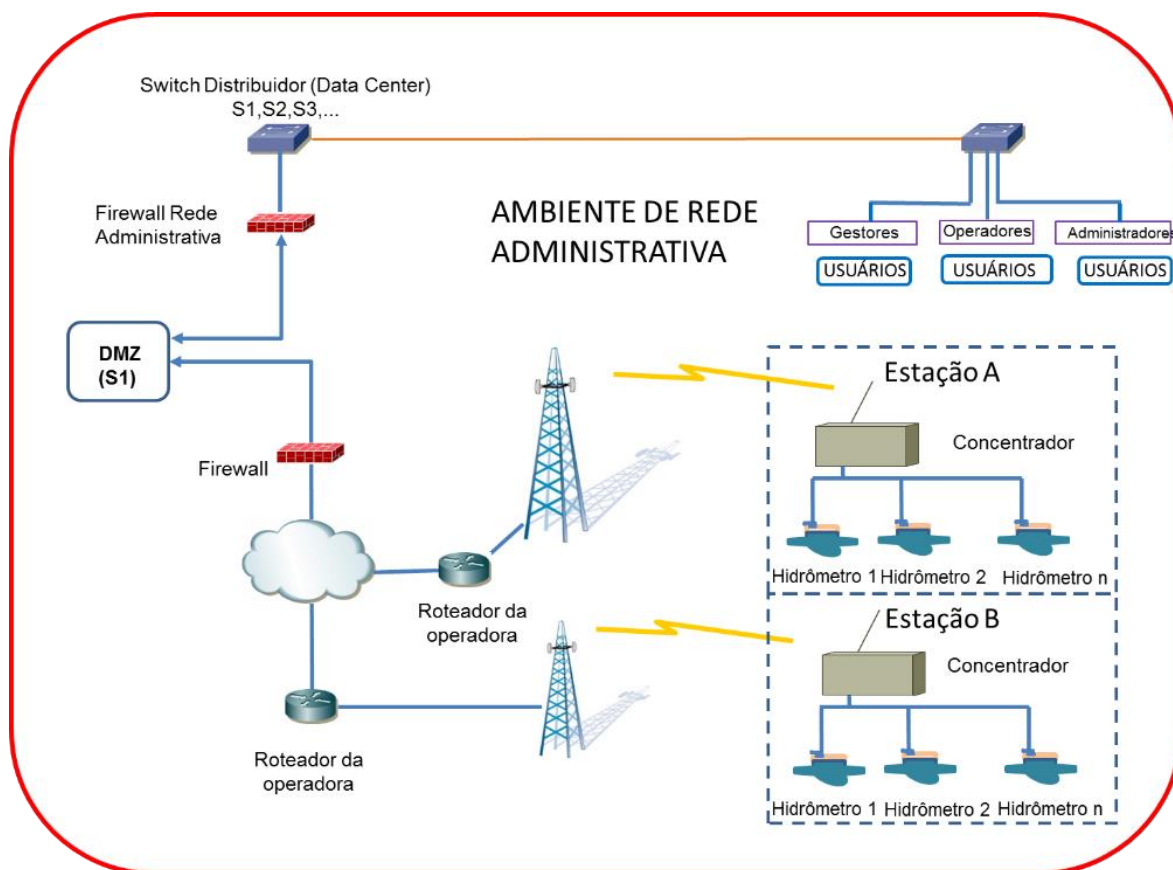 Switch Distribuidor (Data Center)
S1,S2,S3,...
Firewall Rede
Administrativa
AMBIENTE DE REDE
ADMINISTRATIVA
Gestores
Operadores
Administradores
USUÁRIOS
USUÁRIOS
USUÁRIOS
DMZ
(S1)
Firewall
Estação A
Concentrador
Hidrômetro 1
Hidrômetro 2
Hidrômetro n
Roteador da
operadora
Estação B
Concentrador
Roteador da
operadora
Hidrômetro 1
Hidrômetro 2
Hidrômetro n